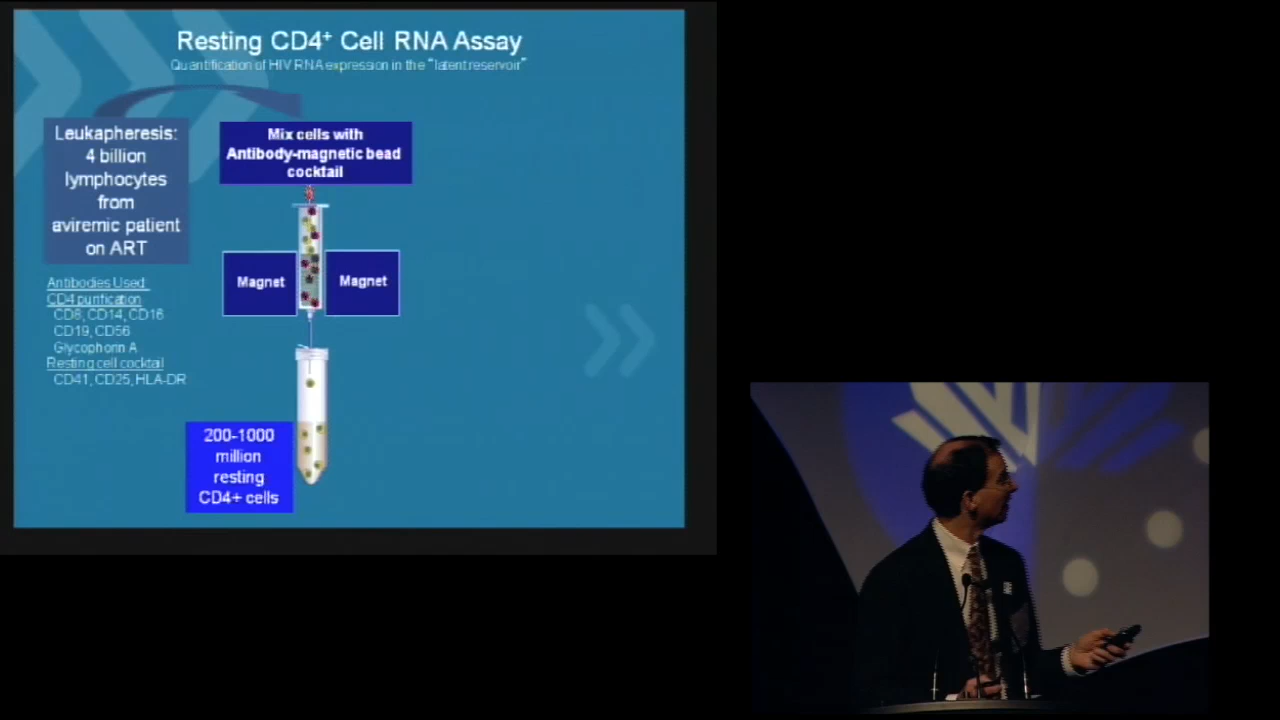 Resting CD4⁺ Cell RNA Assay
Quantification of HIV RNA expression in the "latent reservoir"
Leukapheresis:
4 billion
lymphocytes
from
aviremic patient
on ART
Mix cells with
Antibody-magnetic bead
cocktail
Magnet
Magnet
Antibodies Used:
CD4 purification
CD8, CD14, CD16
CD19, CD56
Glycophorin A
Resting cell cocktail
CD41, CD25, HLA-DR
200-1000
million
resting
CD4+ cells